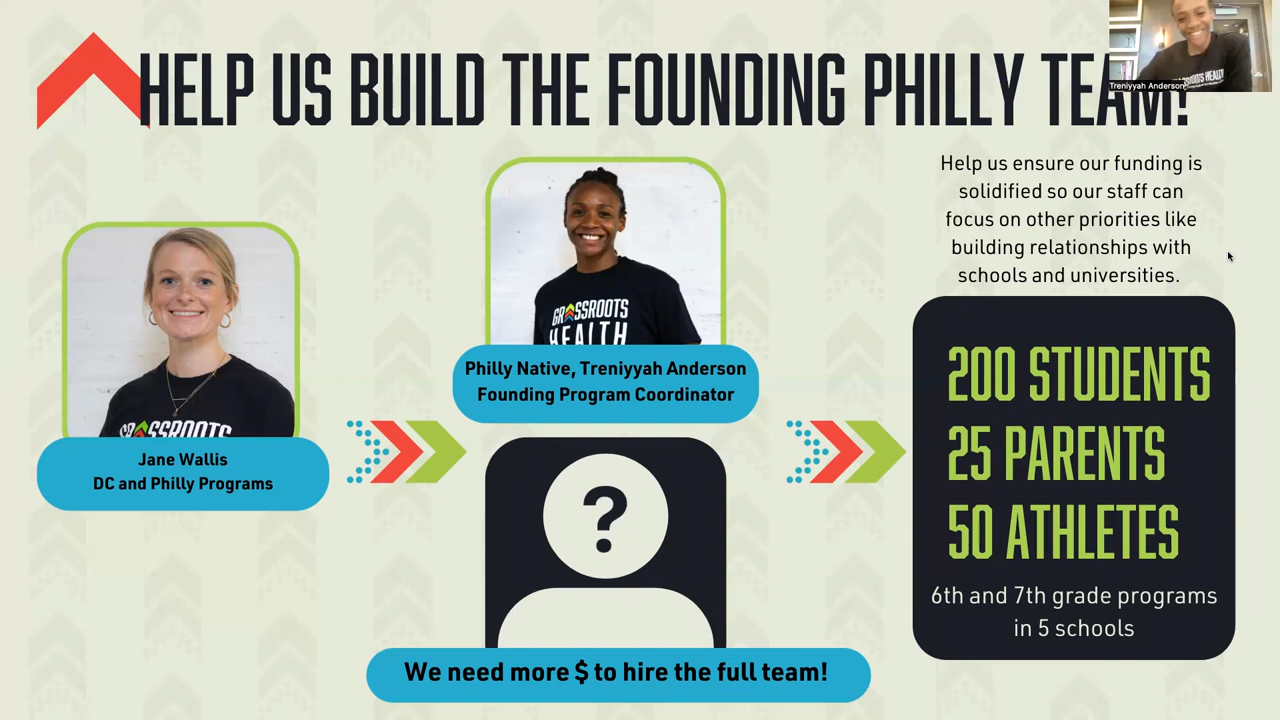 HELP US BUILD THE FOUNDING PHILLY TEAM!
Treniyyah Anderson
Help us ensure our funding is
solidified so our staff can
focus on other priorities like
building relationships with
schools and universities.
GRASSROOTS
HEALTH
Philly Native, Treniyyah Anderson
Founding Program Coordinator
GRASSROOTS
Jane Wallis
DC and Philly Programs
?
We need more $ to hire the full team!
200 STUDENTS
25 PARENTS
50 ATHLETES
6th and 7th grade programs
in 5 schools